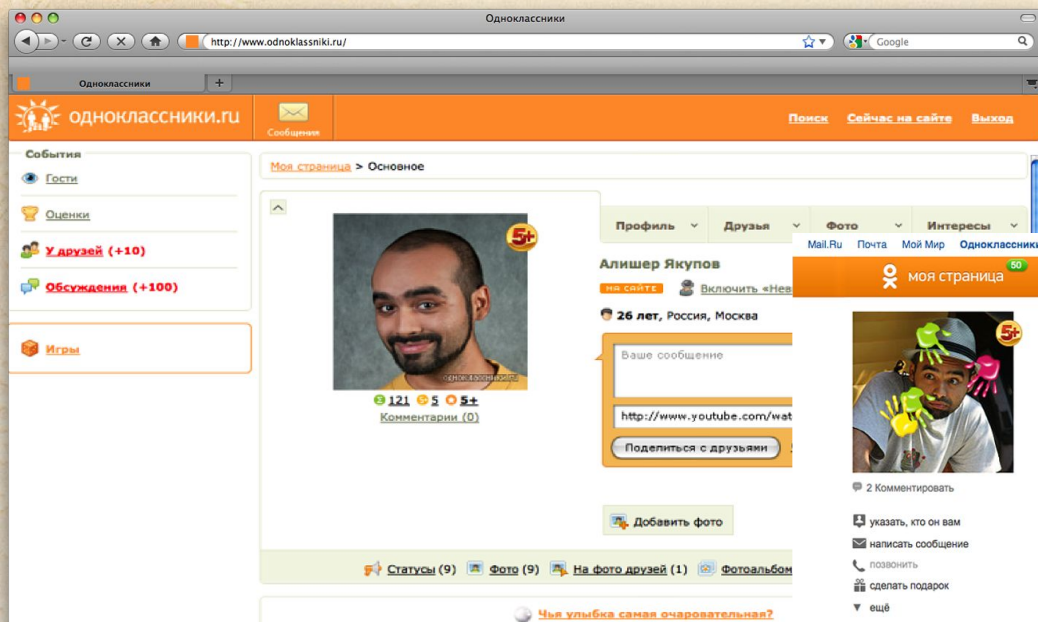 Одноклассники
http://www.odnoklassniki.ru/
Google
Одноклассники
одноклассники.ru
Сообщения
Поиск Сейчас на сайте Выход
События
Гости
Оценки
У друзей (+10)
Обсуждения (+100)
Игры
Моя страница > Основное
5+
одноклассники.ru
121 5 5+
Комментарии (0)
Профиль Друзья Фото Интересы
Алишер Якупов
НА САЙТЕ Включить «Нев
26 лет, Россия, Москва
Ваше сообщение
http://www.youtube.com/wat
Поделиться с друзьями
Добавить фото
Статусы (9) Фото (9) На фото друзей (1) Фотоальбом
Чья улыбка самая очаровательная?
Mail.Ru Почта Мой Мир Одноклассники
моя страница 50
5+
2 Комментировать
указать, кто он вам
написать сообщение
позвонить
сделать подарок
ещё